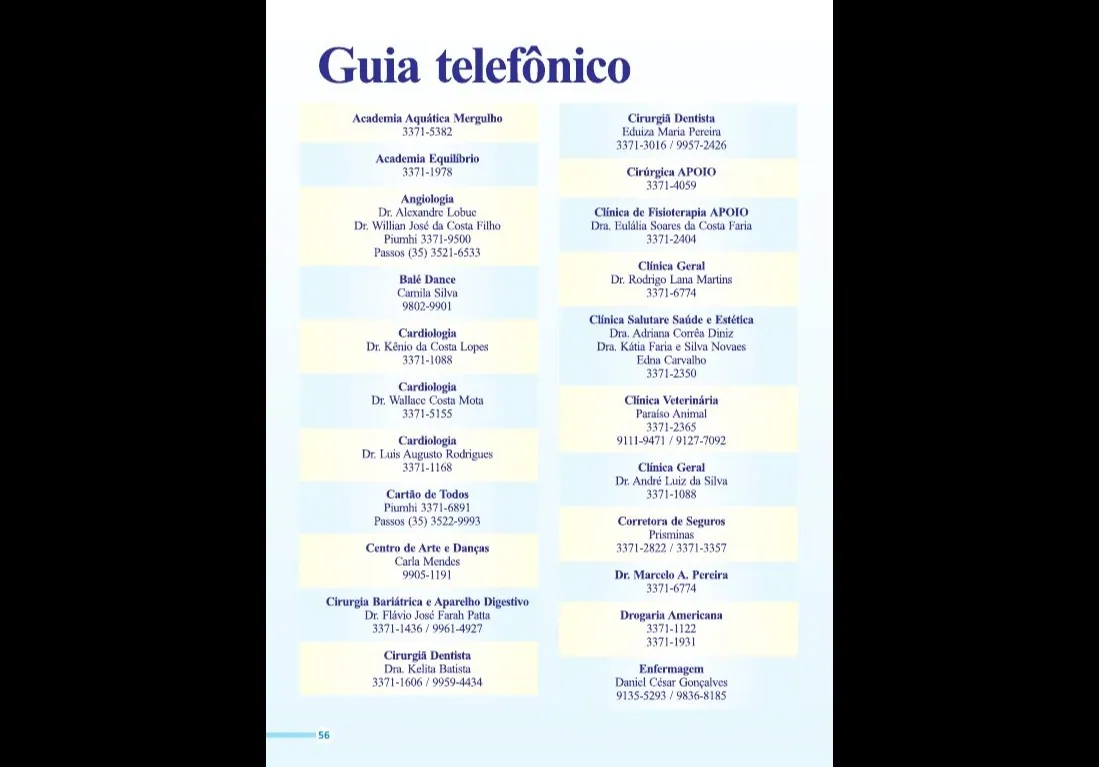 Guia telefônico
Academia Aquática Mergulho
3371-5382
Academia Equilíbrio
3371-1978
Angiologia
Dr. Alexandre Lobue
Dr. Willian José da Costa Filho
Piumhi 3371-9500
Passos (35) 3521-6533
Balé Dance
Camila Silva
9802-9901
Cardiologia
Dr. Kênio da Costa Lopes
3371-1088
Cardiologia
Dr. Wallace Costa Mota
3371-5155
Cardiologia
Dr. Luis Augusto Rodrigues
3371-1168
Cartão de Todos
Piumhi 3371-6891
Passos (35) 3522-9993
Centro de Arte e Danças
Carla Mendes
9905-1191
Cirurgia Bariátrica e Aparelho Digestivo
Dr. Flávio José Farah Patta
3371-1436 / 9961-4927
Cirurgiã Dentista
Dra. Kelita Batista
3371-1606 / 9959-4434
Cirurgiã Dentista
Eduiza Maria Pereira
3371-3016 / 9957-2426
Cirúrgica APOIO
3371-4059
Clínica de Fisioterapia APOIO
Dra. Eulália Soares da Costa Faria
3371-2404
Clínica Geral
Dr. Rodrigo Lana Martins
3371-6774
Clínica Salutare Saúde e Estética
Dra. Adriana Corrêa Diniz
Dra. Kátia Faria e Silva Novaes
Edna Carvalho
3371-2350
Clínica Veterinária
Paraíso Animal
3371-2365
9111-9471 / 9127-7092
Clínica Geral
Dr. André Luiz da Silva
3371-1088
Corretora de Seguros
Prisminas
3371-2822 / 3371-3357
Dr. Marcelo A. Pereira
3371-6774
Drogaria Americana
3371-1122
3371-1931
Enfermagem
Daniel César Gonçalves
9135-5293 / 9836-8185
56